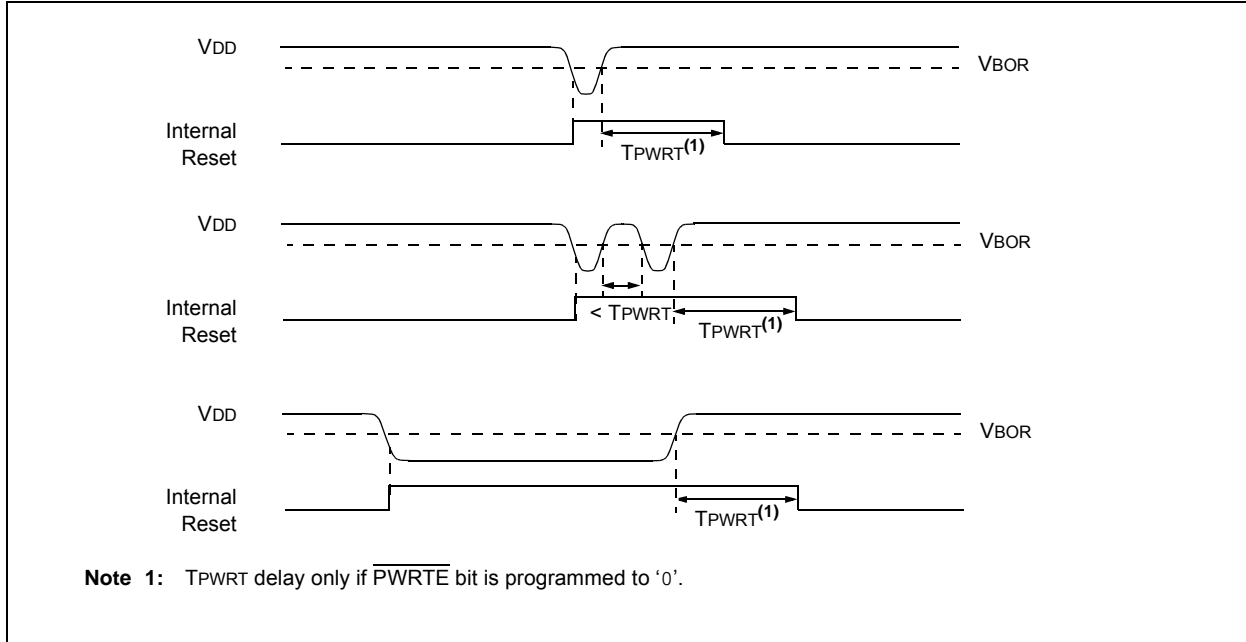 VDD
VBOR
Internal
Reset
TPWRT(1)
VDD
VBOR
Internal
Reset
< TPWRT
TPWRT(1)
VDD
VBOR
Internal
Reset
TPWRT(1)
Note 1: TPWRT delay only if P̅W̅R̅T̅E̅ bit is programmed to ‘0’.